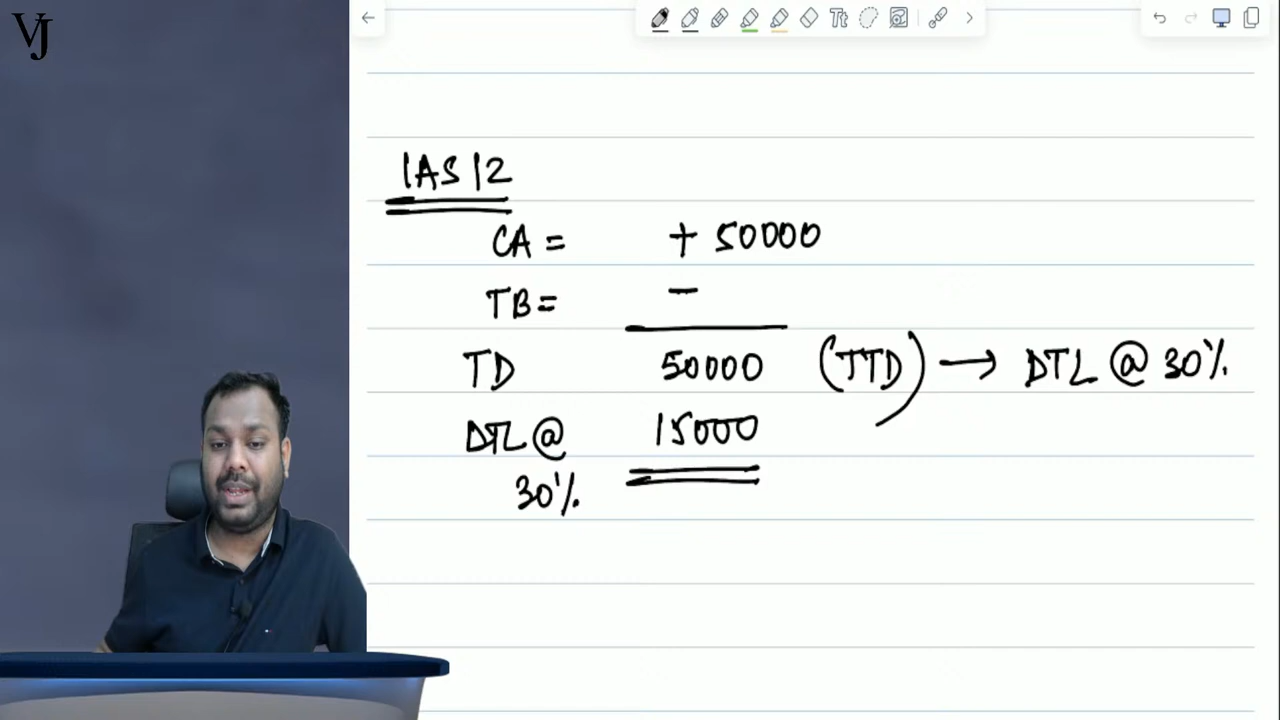 VJ
IAS 12
CA = + 50000
TB = −
TD 50000 (TTD) → DTL @ 30%
DTL @ 15000
30%